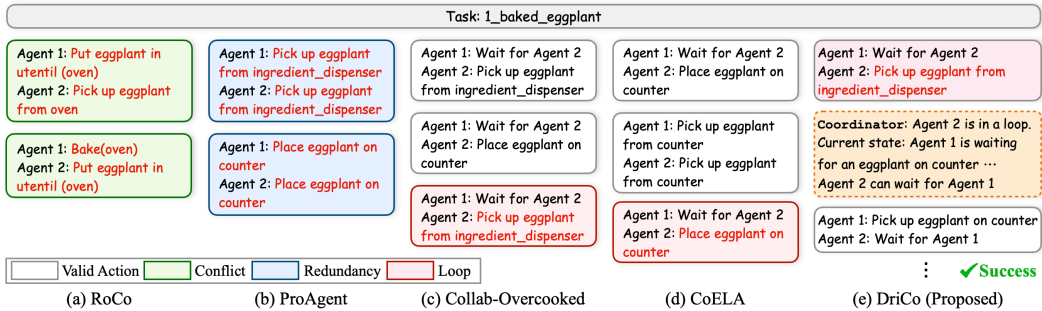 Task: 1_baked_eggplant
Agent 1: Put eggplant in
utentil (oven)
Agent 2: Pick up eggplant
from oven
Agent 1: Bake(oven)
Agent 2: Put eggplant in
utentil (oven)
Agent 1: Pick up eggplant
from ingredient_dispenser
Agent 2: Pick up eggplant
from ingredient_dispenser
Agent 1: Place eggplant on
counter
Agent 2: Place eggplant on
counter
Agent 1: Wait for Agent 2
Agent 2: Pick up eggplant
from ingredient_dispenser
Agent 1: Wait for Agent 2
Agent 2: Place eggplant on
counter
Agent 1: Wait for Agent 2
Agent 2: Pick up eggplant
from ingredient_dispenser
Agent 1: Wait for Agent 2
Agent 2: Place eggplant on
counter
Agent 1: Pick up eggplant
from counter
Agent 2: Pick up eggplant
from counter
Agent 1: Wait for Agent 2
Agent 2: Place eggplant on
counter
Agent 1: Wait for Agent 2
Agent 2: Pick up eggplant from
ingredient_dispenser
Coordinator: Agent 2 is in a loop.
Current state: Agent 1 is waiting
for an eggplant on counter ⋯
Agent 2 can wait for Agent 1
Agent 1: Pick up eggplant on counter
Agent 2: Wait for Agent 1
⋮ ✔Success
Valid Action Conflict Redundancy Loop
(a) RoCo (b) ProAgent (c) Collab-Overcooked (d) CoELA (e) DriCo (Proposed)